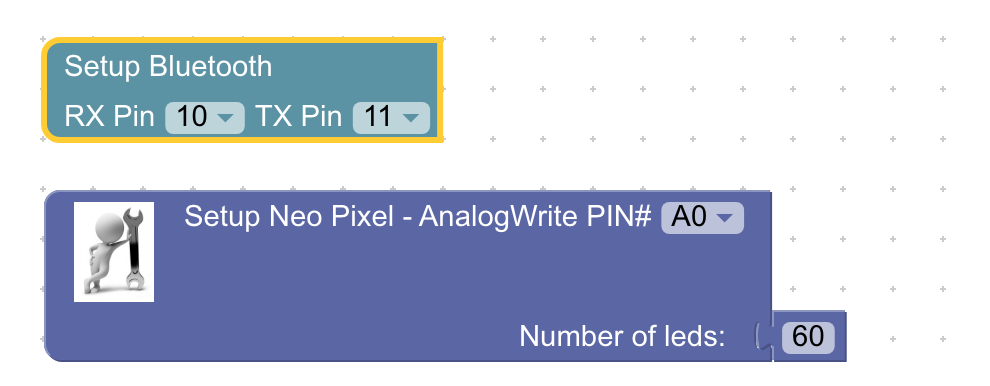 Setup Bluetooth
RX Pin 10 TX Pin 11
Setup Neo Pixel - AnalogWrite PIN# A0
Number of leds: 60